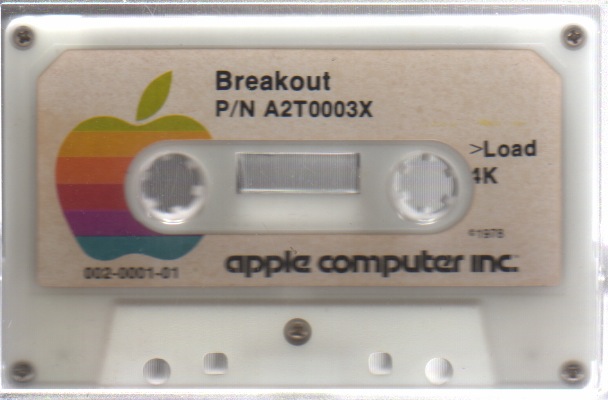 Breakout
P/N A2T0003X
>Load
4K
©1978
002-0001-01
apple computer inc.